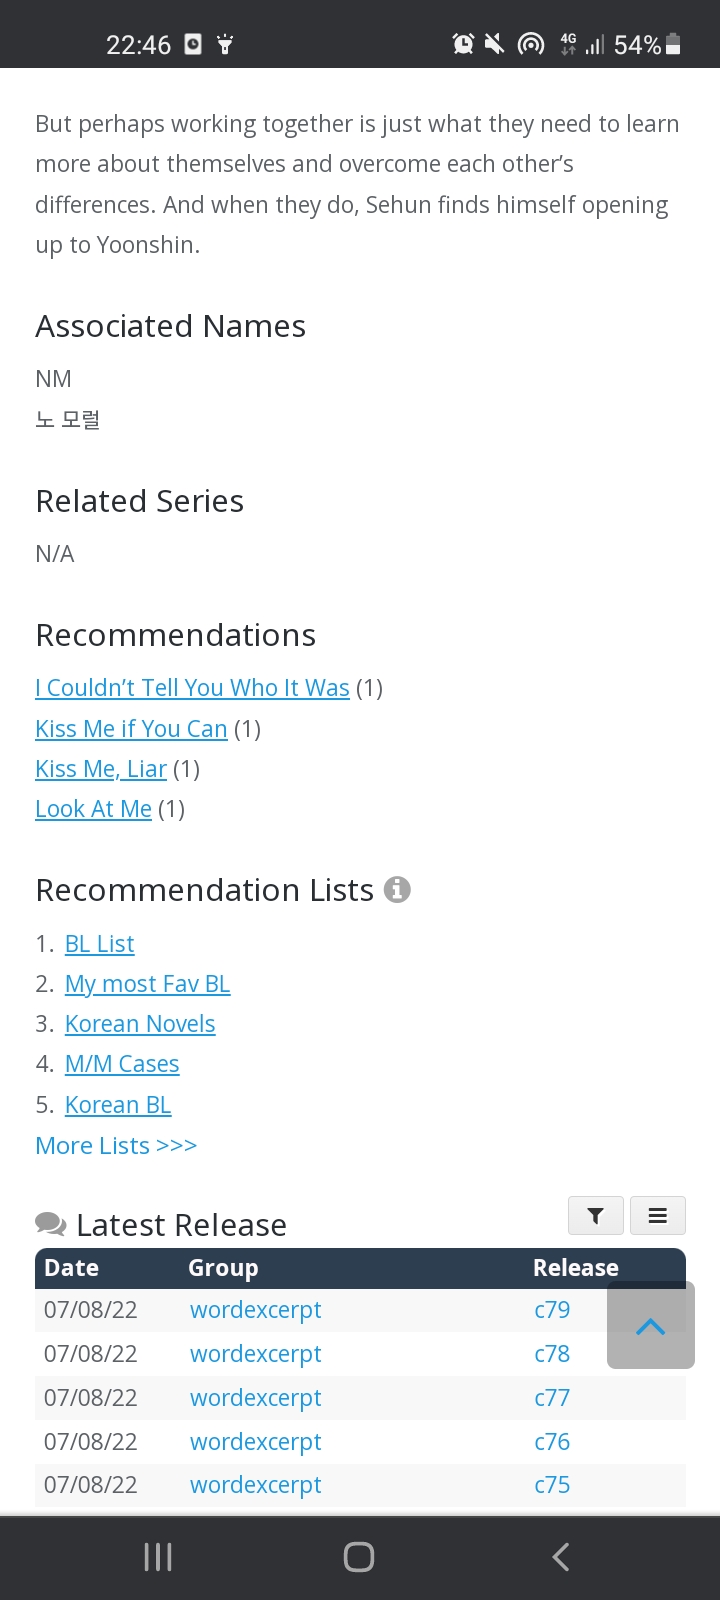 22:46 4G 54%
But perhaps working together is just what they need to learn
more about themselves and overcome each other’s
differences. And when they do, Sehun finds himself opening
up to Yoonshin.
Associated Names
NM
노 모럴
Related Series
N/A
Recommendations
I Couldn’t Tell You Who It Was (1)
Kiss Me if You Can (1)
Kiss Me, Liar (1)
Look At Me (1)
Recommendation Lists
1. BL List
2. My most Fav BL
3. Korean Novels
4. M/M Cases
5. Korean BL
More Lists >>>
Latest Release
Date Group Release
07/08/22 wordexcerpt c79
07/08/22 wordexcerpt c78
07/08/22 wordexcerpt c77
07/08/22 wordexcerpt c76
07/08/22 wordexcerpt c75